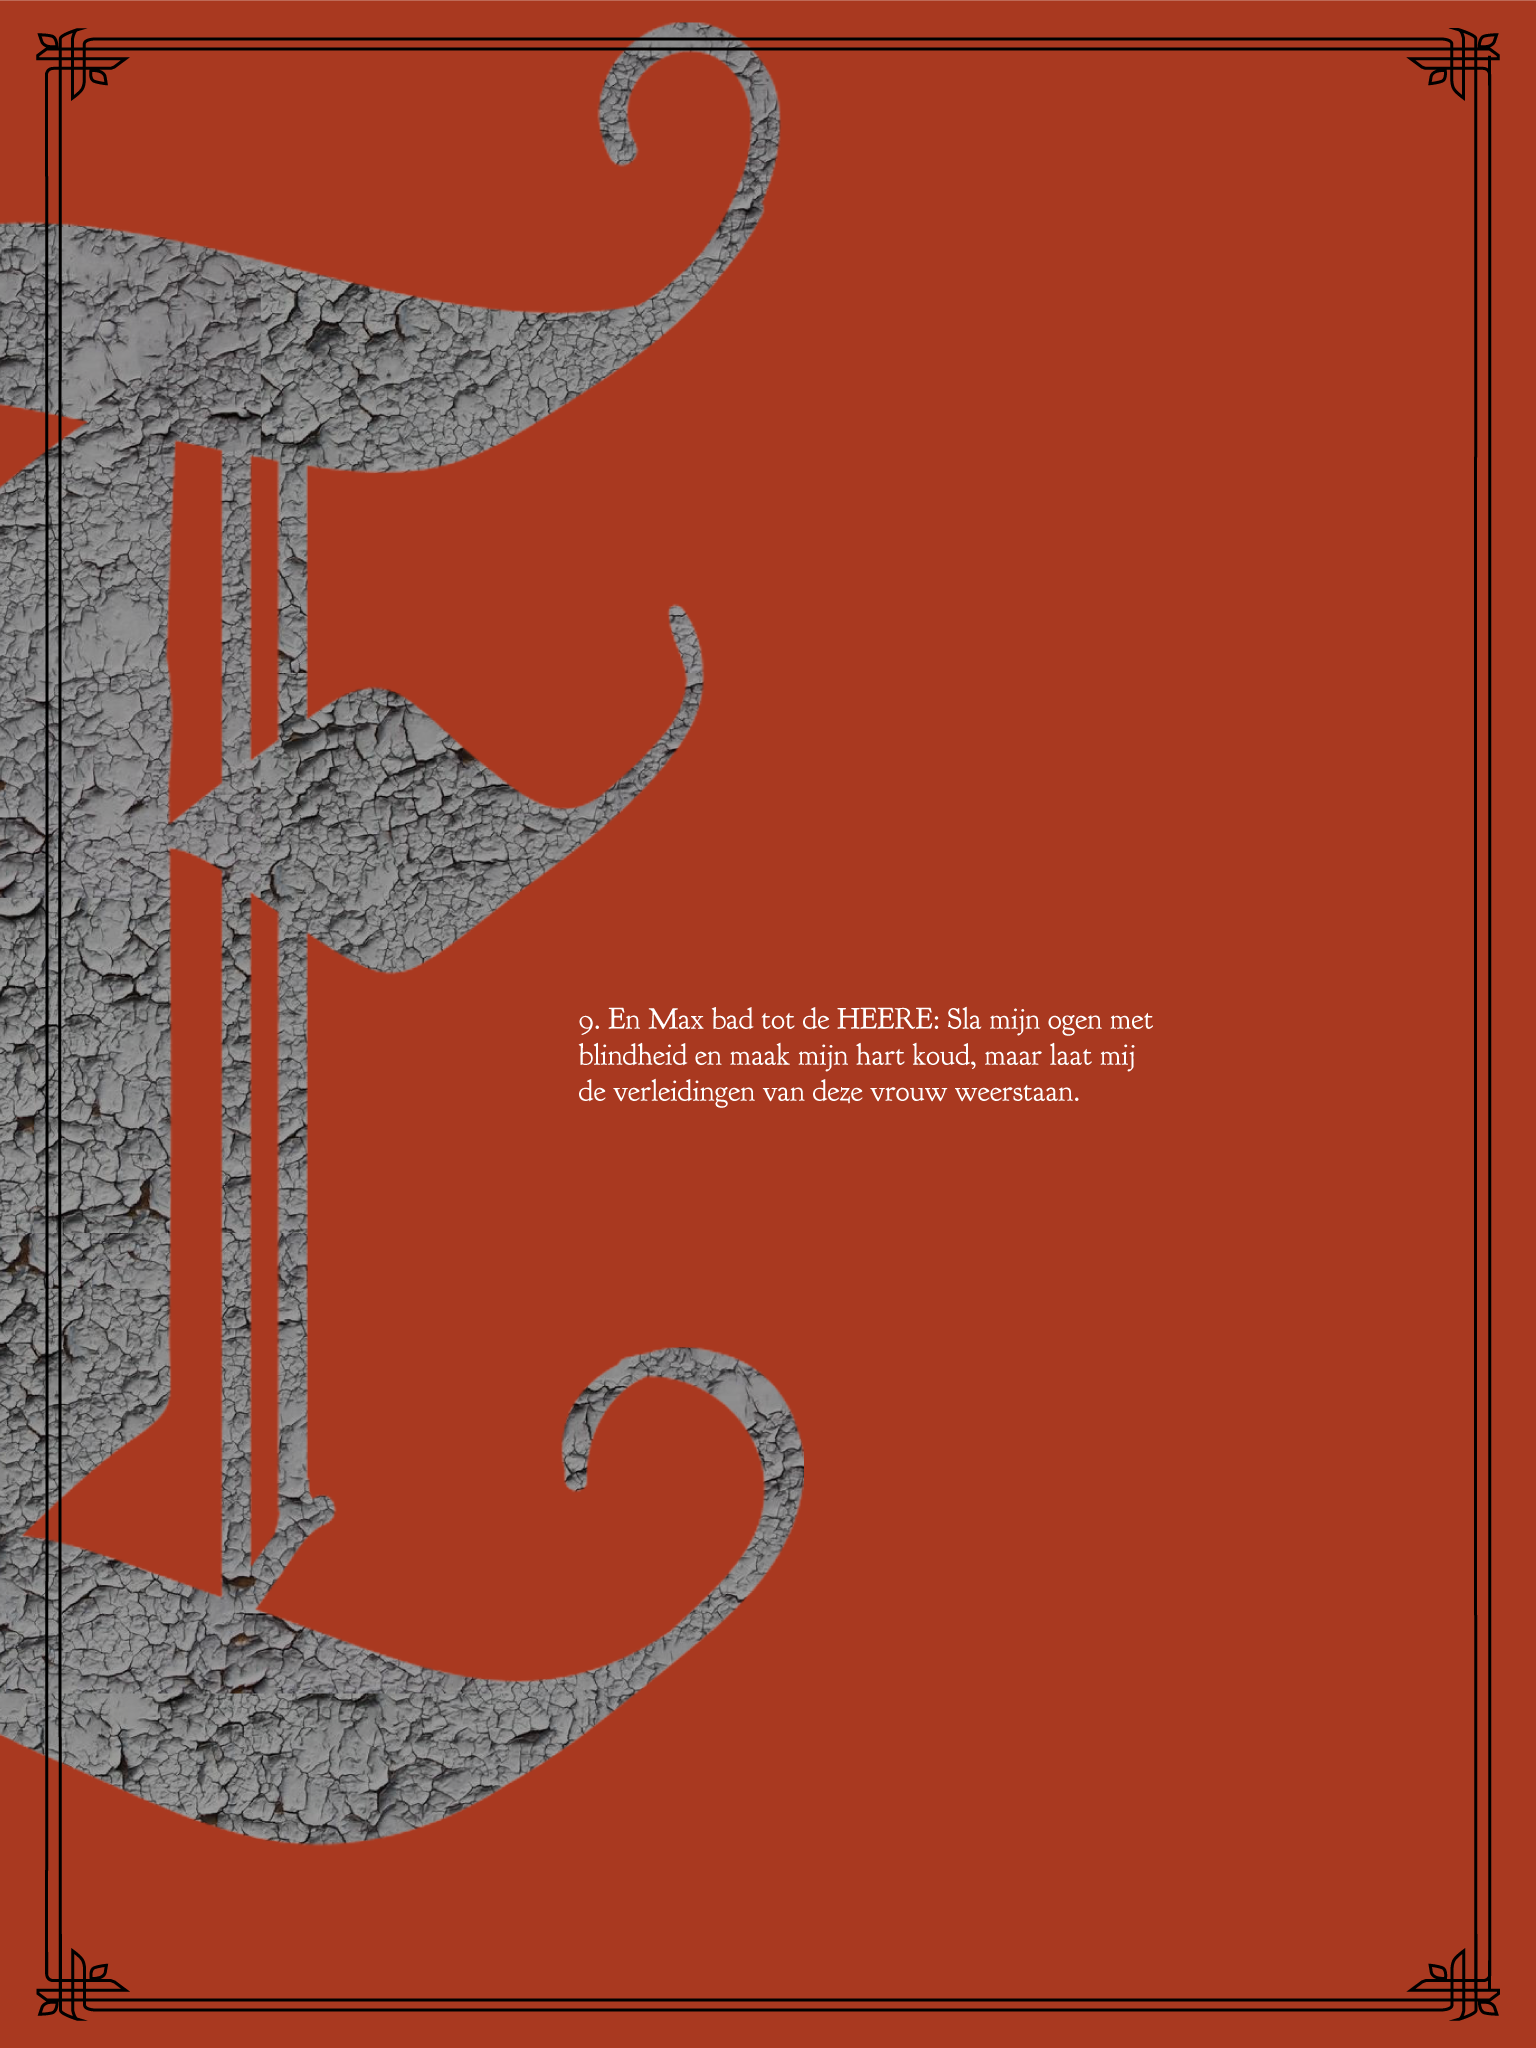 9. En Max bad tot de HEERE: Sla mijn ogen met
blindheid en maak mijn hart koud, maar laat mij
de verleidingen van deze vrouw weerstaan.